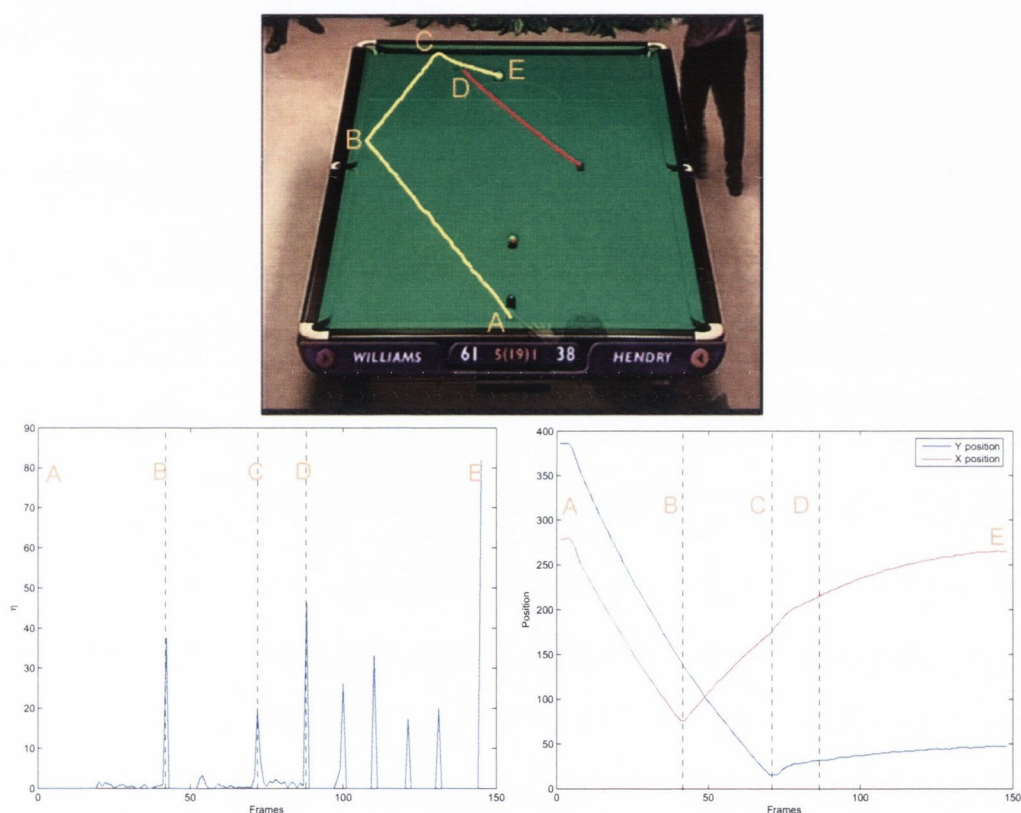 C
E
D
B
A
WILLIAMS 61 5(19)1 38 HENDRY
90
80
70
60
50
40
30
20
10
0
η
A
B
C
D
E
0
50
100
150
Frames
400
350
300
250
200
150
100
50
0
Position
Y position
X position
A
B
C
D
E
0
50
100
150
Frames